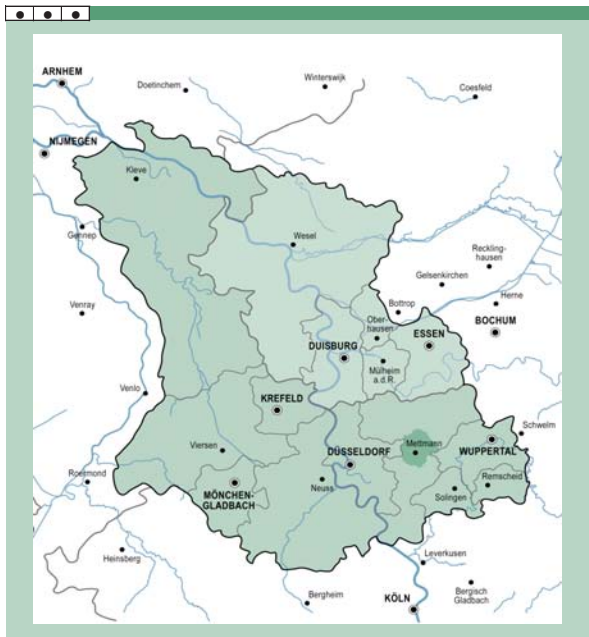 ARNHEM
Doetinchem
Winterswijk
Coesfeld
NIJMEGEN
Kleve
Gennep
Wesel
Reckling-
hausen
Gelsenkirchen
Venray
Bottrop
Herne
Ober-
hausen
BOCHUM
ESSEN
DUISBURG
Mülheim
a.d.R.
Venlo
KREFELD
Schwelm
Viersen
Mettmann
DÜSSELDORF
WUPPERTAL
Roermond
Remscheid
Neuss
MÖNCHEN-
GLADBACH
Solingen
Heinsberg
Leverkusen
Bergisch
Gladbach
Bergheim
KÖLN